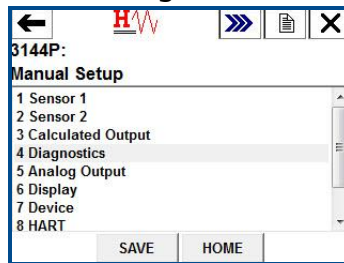 H
3144P:
Manual Setup
1 Sensor 1
2 Sensor 2
3 Calculated Output
4 Diagnostics
5 Analog Output
6 Display
7 Device
8 HART
SAVE HOME